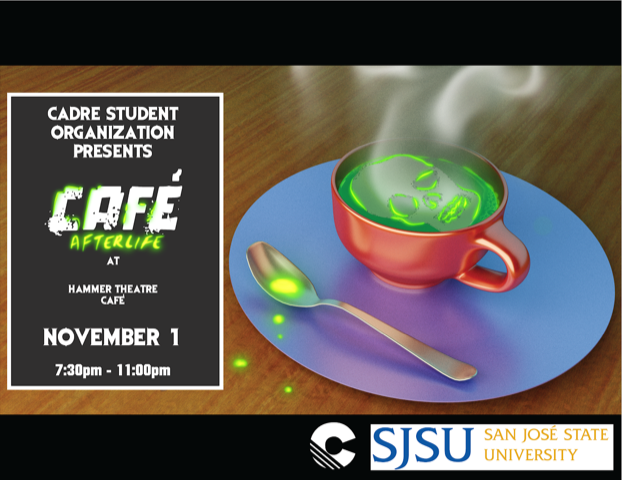 CADRE STUDENT
ORGANIZATION
PRESENTS
CAFÉ
AFTERLIFE
AT
HAMMER THEATRE
CAFÉ
NOVEMBER 1
7:30pm - 11:00pm
SJSU
SAN JOSÉ STATE
UNIVERSITY